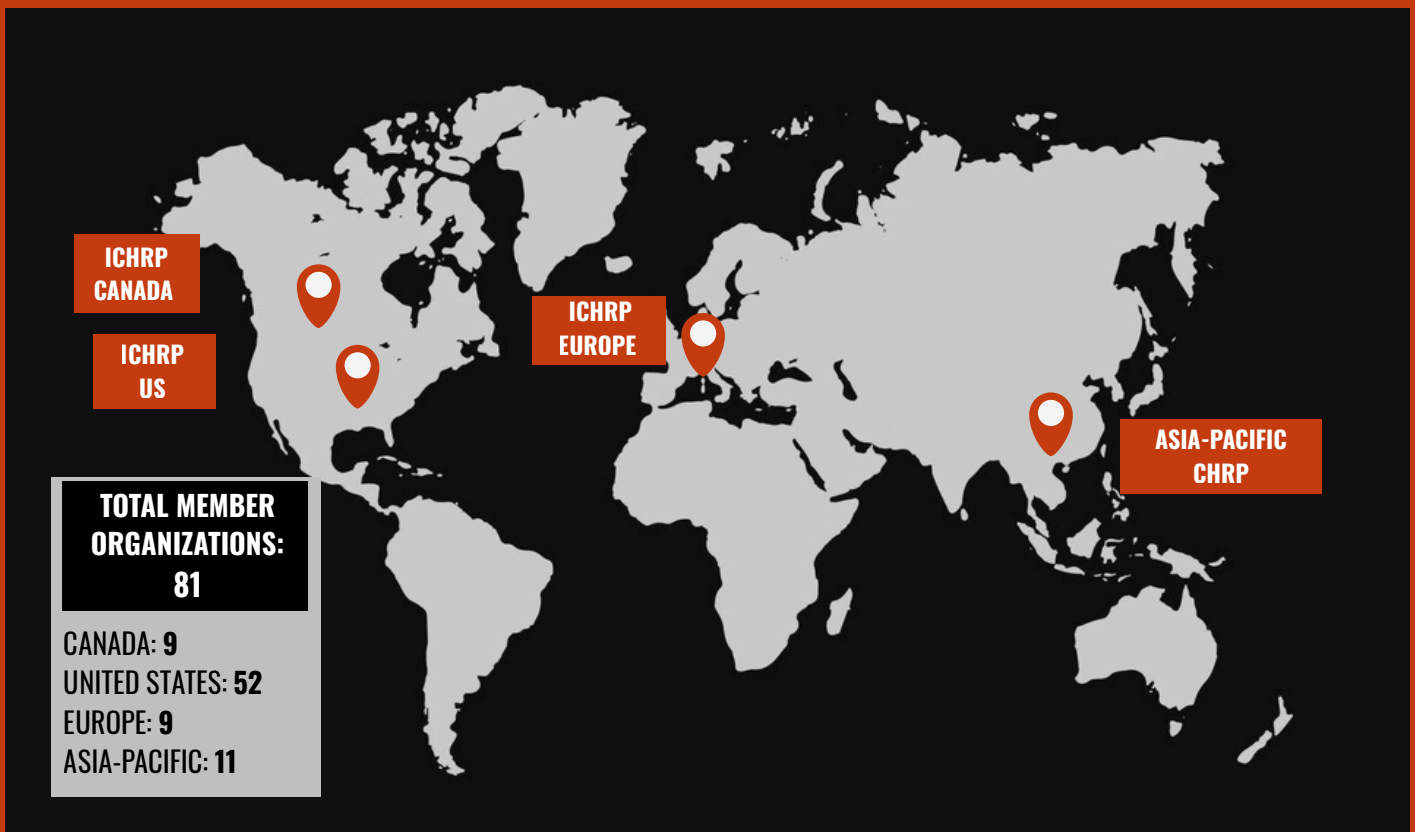 ICHRP
CANADA
ICHRP
US
ICHRP
EUROPE
ASIA-PACIFIC
CHRP
TOTAL MEMBER
ORGANIZATIONS:
81
CANADA: 9
UNITED STATES: 52
EUROPE: 9
ASIA-PACIFIC: 11